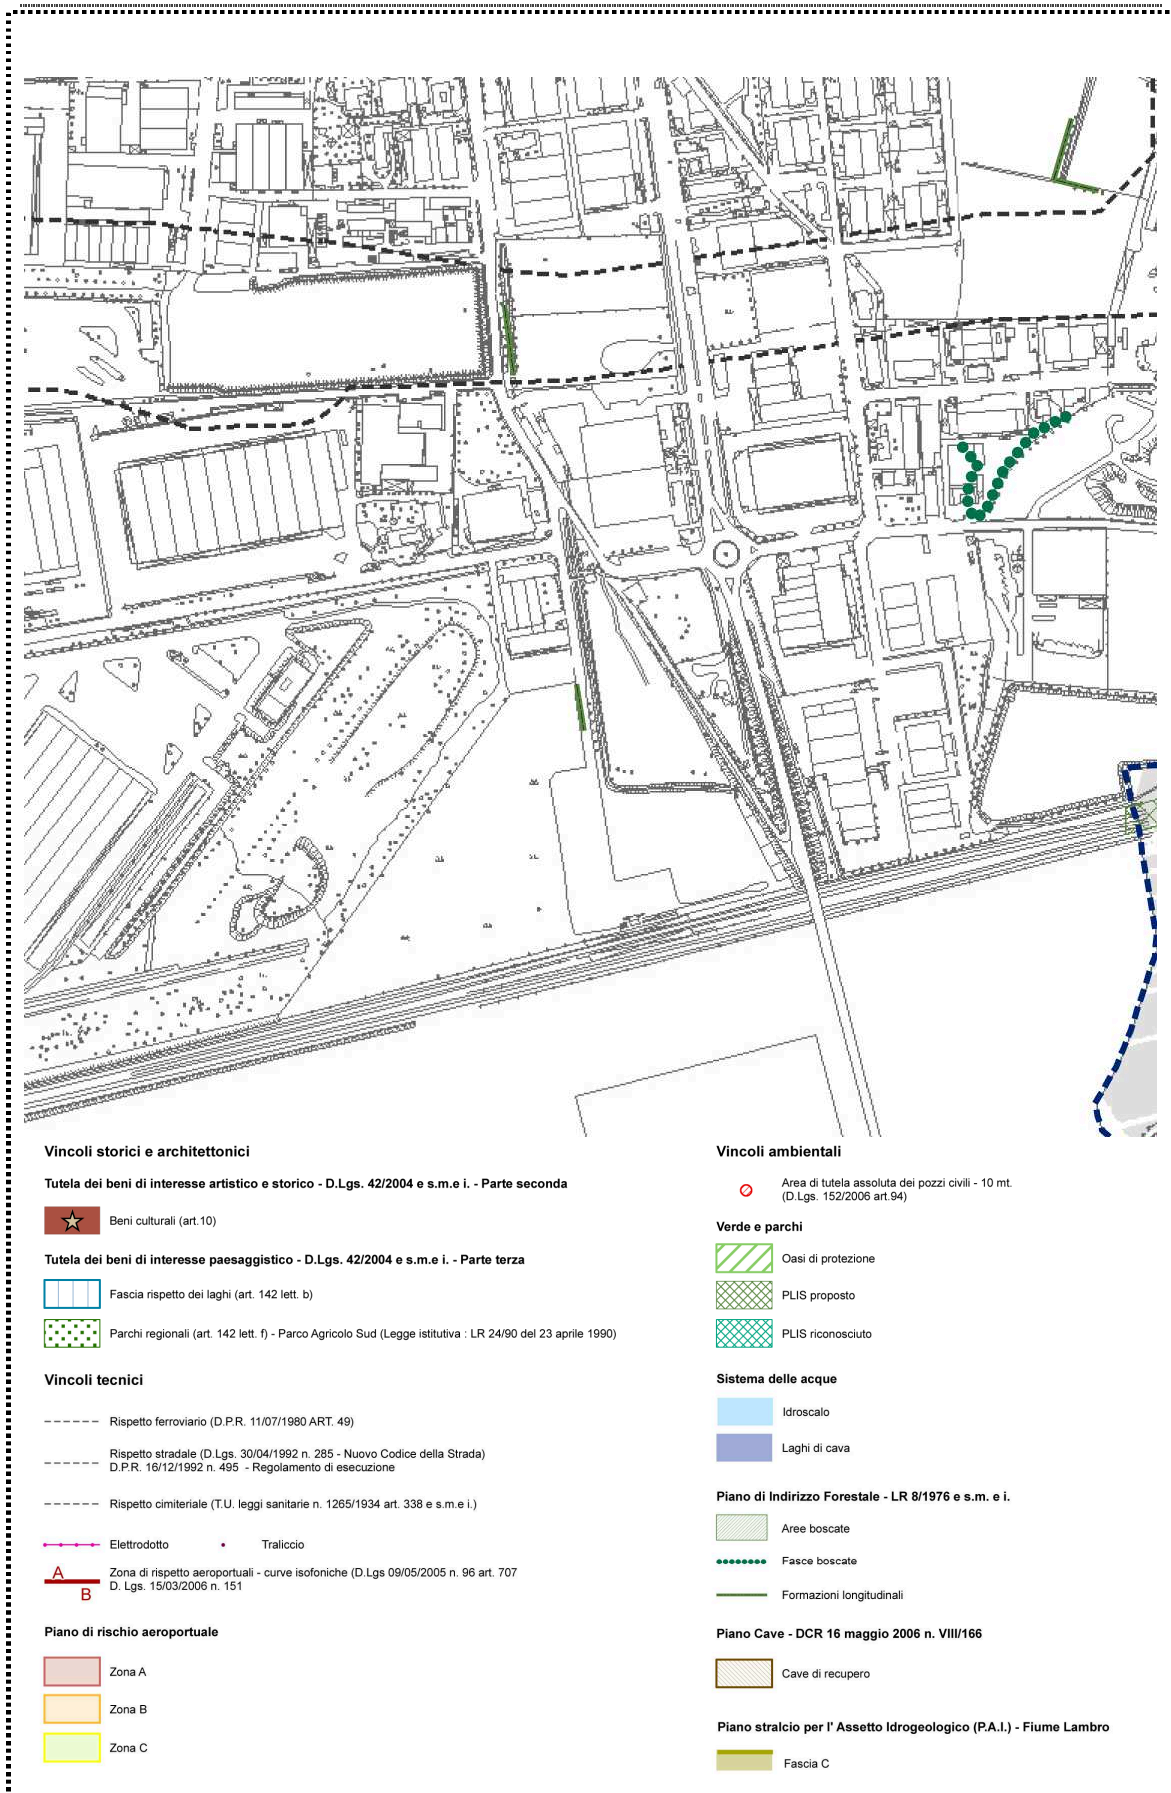 Vincoli storici e architettonici
Tutela dei beni di interesse artistico e storico - D.Lgs. 42/2004 e s.m.e i. - Parte seconda
Beni culturali (art.10)
Tutela dei beni di interesse paesaggistico - D.Lgs. 42/2004 e s.m.e i. - Parte terza
Fascia rispetto dei laghi (art. 142 lett. b)
Parchi regionali (art. 142 lett. f) - Parco Agricolo Sud (Legge istitutiva : LR 24/90 del 23 aprile 1990)
Vincoli tecnici
Rispetto ferroviario (D.P.R. 11/07/1980 ART. 49)
Rispetto stradale (D.Lgs. 30/04/1992 n. 285 - Nuovo Codice della Strada)
D.P.R. 16/12/1992 n. 495 - Regolamento di esecuzione
Rispetto cimiteriale (T.U. leggi sanitarie n. 1265/1934 art. 338 e s.m.e i.)
Elettrodotto
Traliccio
A
B
Zona di rispetto aeroportuali - curve isofoniche (D.Lgs 09/05/2005 n. 96 art. 707
D. Lgs. 15/03/2006 n. 151
Piano di rischio aeroportuale
Zona A
Zona B
Zona C
Vincoli ambientali
Area di tutela assoluta dei pozzi civili - 10 mt.
(D.Lgs. 152/2006 art.94)
Verde e parchi
Oasi di protezione
PLIS proposto
PLIS riconosciuto
Sistema delle acque
Idroscalo
Laghi di cava
Piano di Indirizzo Forestale - LR 8/1976 e s.m. e i.
Aree boscate
Fasce boscate
Formazioni longitudinali
Piano Cave - DCR 16 maggio 2006 n. VIII/166
Cave di recupero
Piano stralcio per l' Assetto Idrogeologico (P.A.I.) - Fiume Lambro
Fascia C